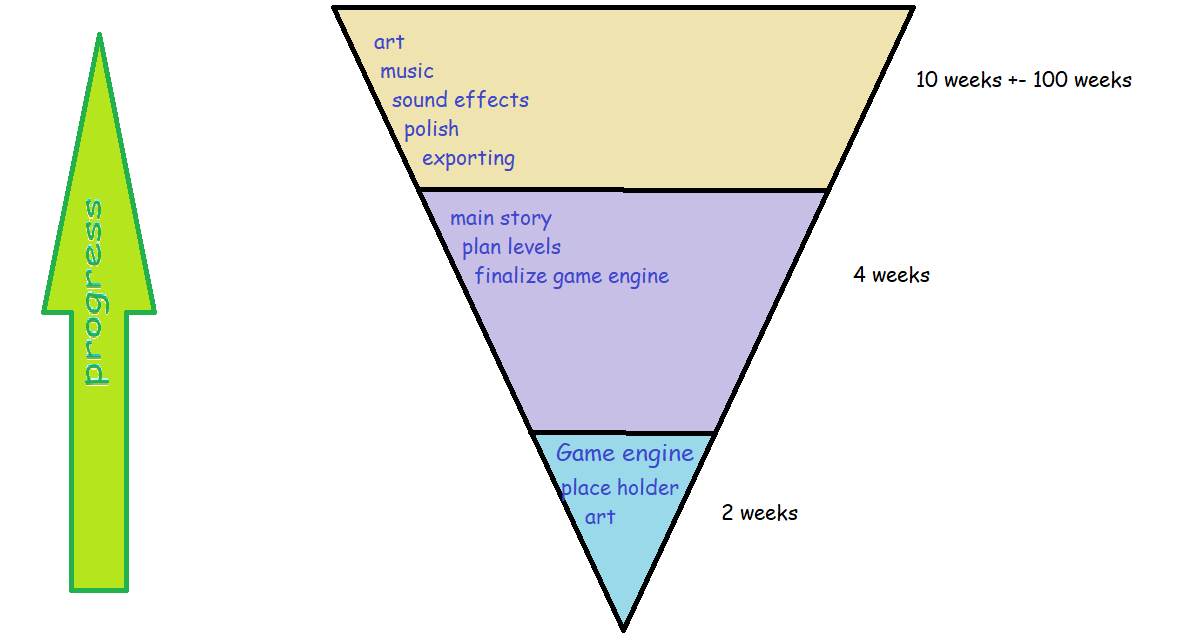 art
music
sound effects
polish
exporting
10 weeks +- 100 weeks
progress
main story
plan levels
finalize game engine
4 weeks
Game engine
place holder
art
2 weeks